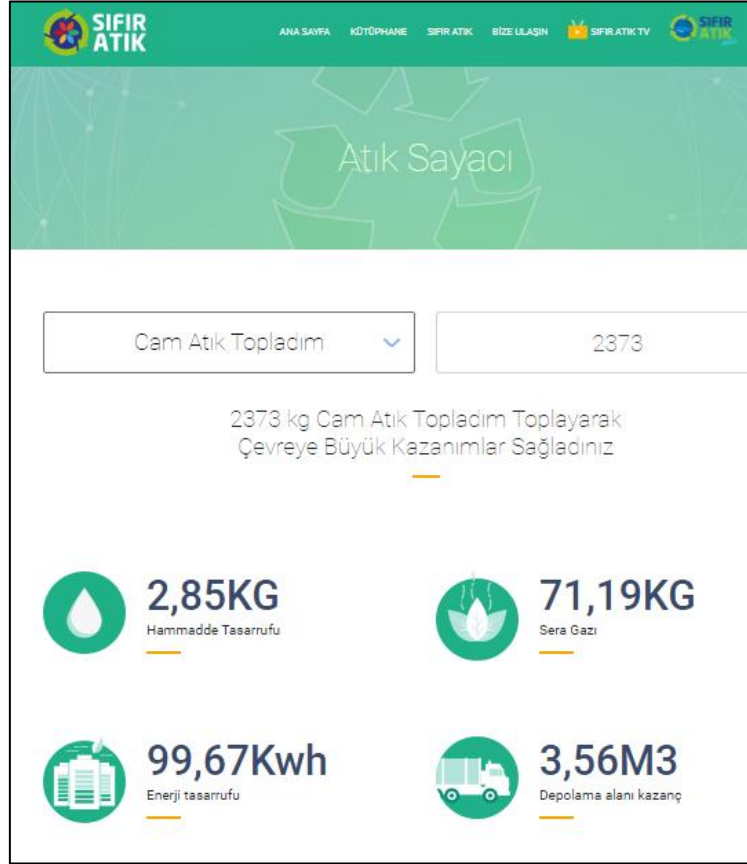 SIFIR
ATIK
ANA SAYFA KÜTÜPHANE SIFIR ATIK BİZE ULAŞIN SIFIR ATIK TV SIFIR
ATIK
Atık Sayacı
Cam Atık Topladım 2373
2373 kg Cam Atık Topladım Toplayarak
Çevreye Büyük Kazanımlar Sağladınız
2,85KG 71,19KG
Hammadde Tasarrufu Sera Gazı
99,67Kwh 3,56M3
Enerji tasarrufu Depolama alanı kazanç